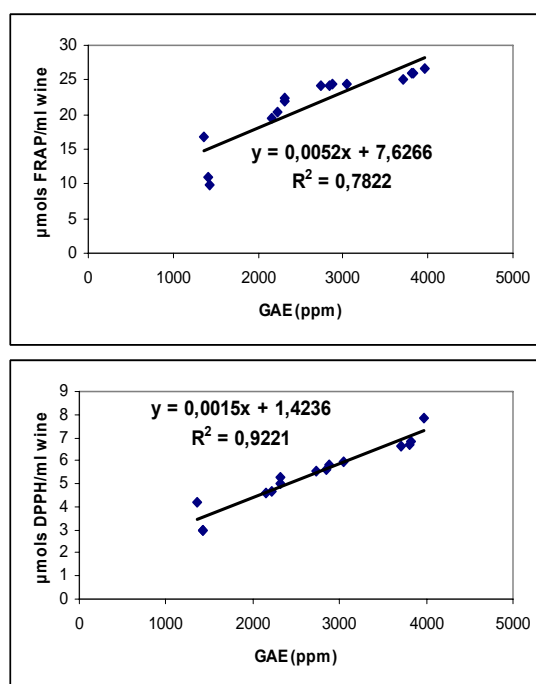 30
25
20
15
10
5
0
µmols FRAP/ml wine
y = 0,0052x + 7,6266
R² = 0,7822
0 1000 2000 3000 4000 5000
GAE (ppm)
9
8
7
6
5
4
3
2
1
0
µmols DPPH/ml wine
y = 0,0015x + 1,4236
R² = 0,9221
0 1000 2000 3000 4000 5000
GAE (ppm)